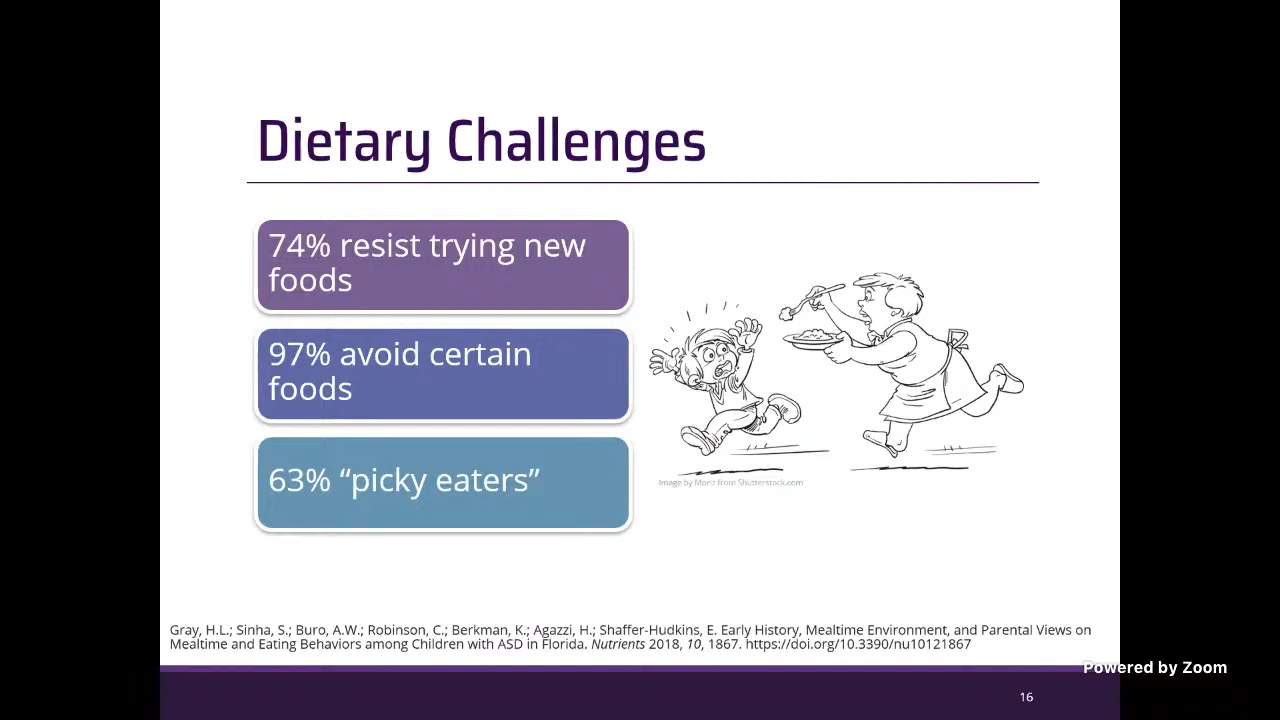 Dietary Challenges
74% resist trying new
foods
97% avoid certain
foods
63% “picky eaters”
Image by Moriz from Shutterstock.com
Gray, H.L.; Sinha, S.; Buro, A.W.; Robinson, C.; Berkman, K.; Agazzi, H.; Shaffer-Hudkins, E. Early History, Mealtime Environment, and Parental Views on
Mealtime and Eating Behaviors among Children with ASD in Florida. Nutrients 2018, 10, 1867. https://doi.org/10.3390/nu10121867
Powered by Zoom
16